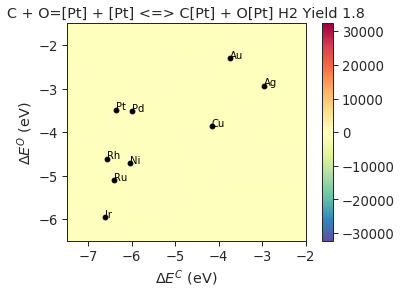 C + O=[Pt] + [Pt] <=> C[Pt] + O[Pt] H2 Yield 1.8
−2
−3
−4
−5
−6
ΔE^O (eV)
Au
Ag
Pt
Pd
Cu
Rh
Ni
Ru
Ir
−7
−6
−5
−4
−3
−2
ΔE^C (eV)
30000
20000
10000
0
−10000
−20000
−30000